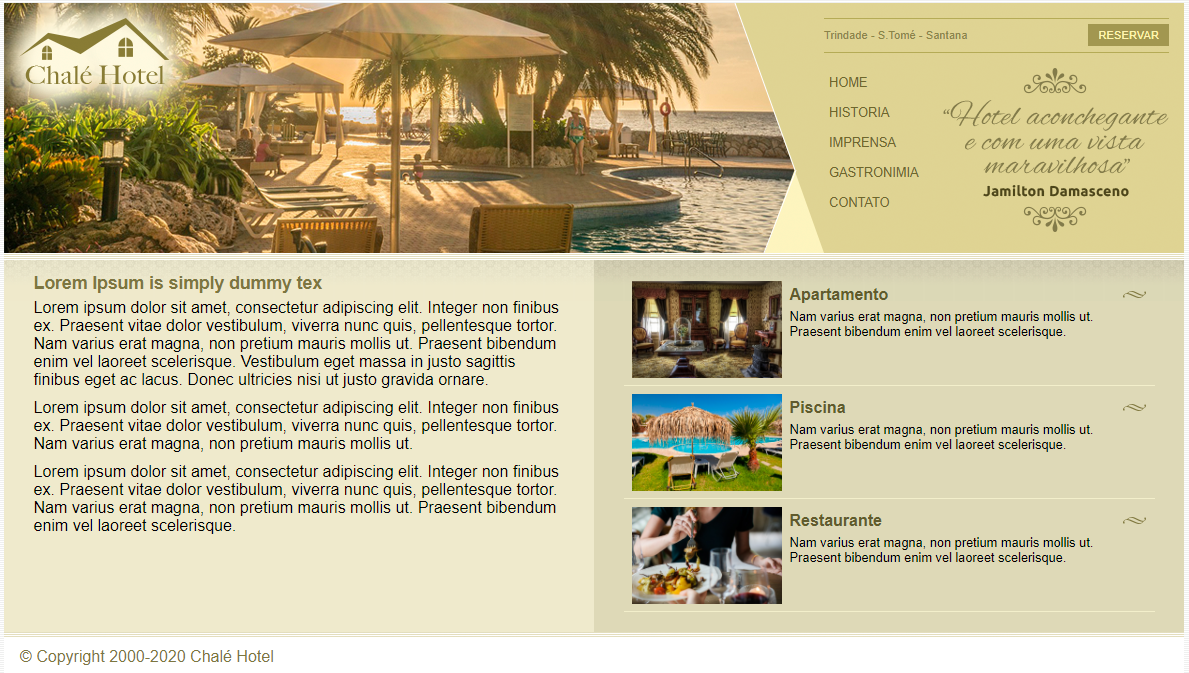 Chalé Hotel
Trindade - S.Tomé - Santana
RESERVAR
HOME
HISTORIA
IMPRENSA
GASTRONIMIA
CONTATO
“Hotel aconchegante
e com uma vista
maravilhosa”
Jamilton Damasceno
Lorem Ipsum is simply dummy tex
Lorem ipsum dolor sit amet, consectetur adipiscing elit. Integer non finibus
ex. Praesent vitae dolor vestibulum, viverra nunc quis, pellentesque tortor.
Nam varius erat magna, non pretium mauris mollis ut. Praesent bibendum
enim vel laoreet scelerisque. Vestibulum eget massa in justo sagittis
finibus eget ac lacus. Donec ultricies nisi ut justo gravida ornare.
Lorem ipsum dolor sit amet, consectetur adipiscing elit. Integer non finibus
ex. Praesent vitae dolor vestibulum, viverra nunc quis, pellentesque tortor.
Nam varius erat magna, non pretium mauris mollis ut.
Lorem ipsum dolor sit amet, consectetur adipiscing elit. Integer non finibus
ex. Praesent vitae dolor vestibulum, viverra nunc quis, pellentesque tortor.
Nam varius erat magna, non pretium mauris mollis ut. Praesent bibendum
enim vel laoreet scelerisque.
Apartamento
Nam varius erat magna, non pretium mauris mollis ut.
Praesent bibendum enim vel laoreet scelerisque.
Piscina
Nam varius erat magna, non pretium mauris mollis ut.
Praesent bibendum enim vel laoreet scelerisque.
Restaurante
Nam varius erat magna, non pretium mauris mollis ut.
Praesent bibendum enim vel laoreet scelerisque.
© Copyright 2000-2020 Chalé Hotel